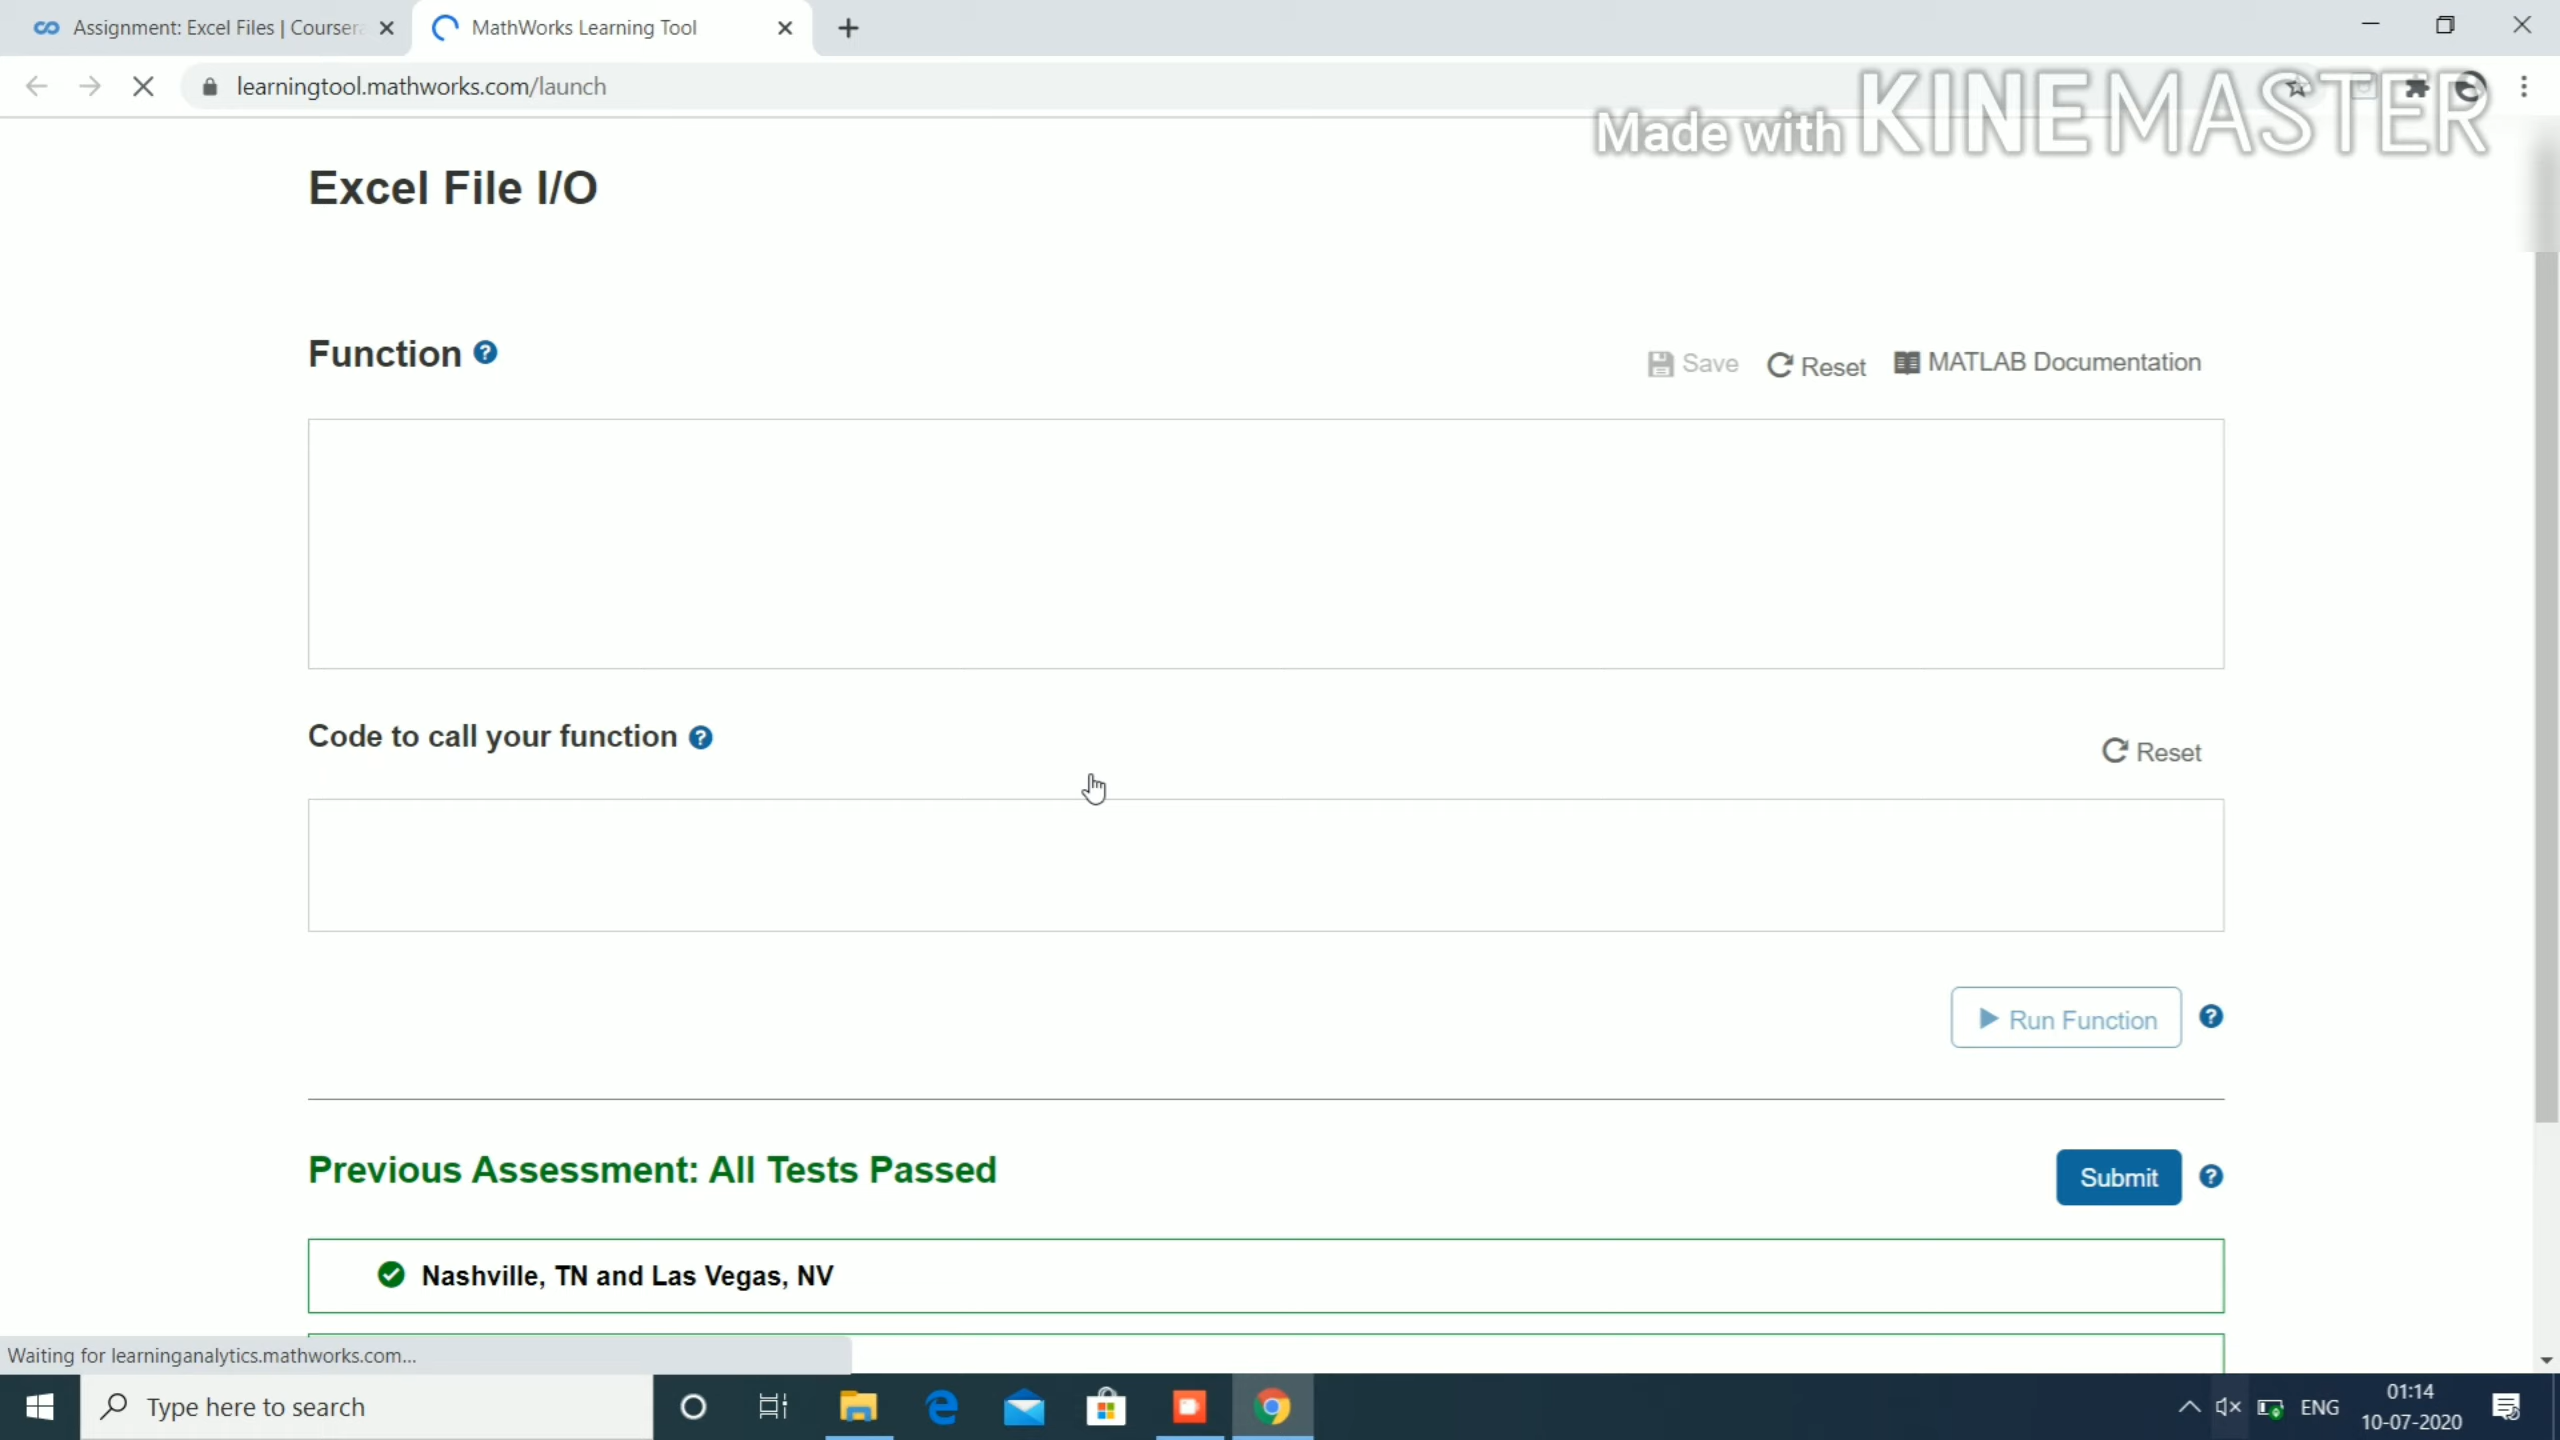 Assignment: Excel Files | Courser
MathWorks Learning Tool
learningtool.mathworks.com/launch
Made with KINEMASTER
Excel File I/O
Function
Save
Reset
MATLAB Documentation
Code to call your function
Reset
Run Function
Previous Assessment: All Tests Passed
Submit
Nashville, TN and Las Vegas, NV
Waiting for learninganalytics.mathworks.com...
Type here to search
ENG
01:14
10-07-2020